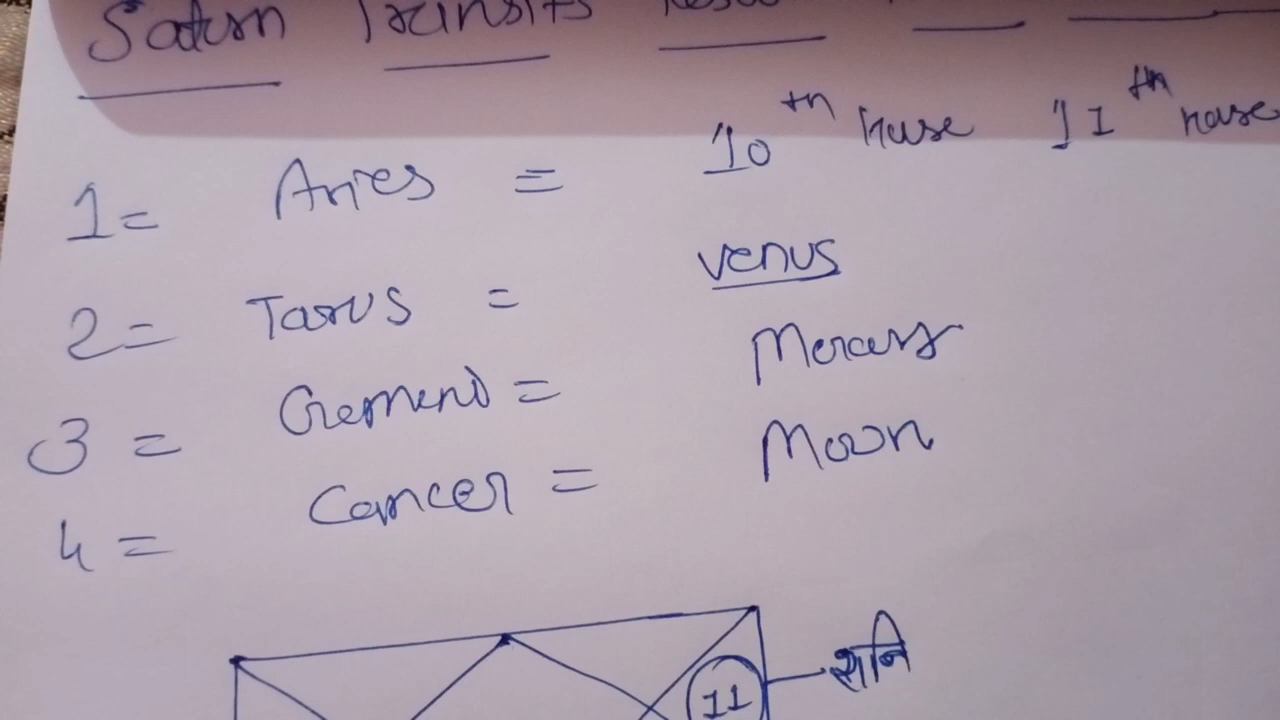 Saturn Transits
1= Aries = 10th house 11th house
2= Tarus = venus
3 = Gemeni = Mercury
4 = Cancer = Moon
11 शनि